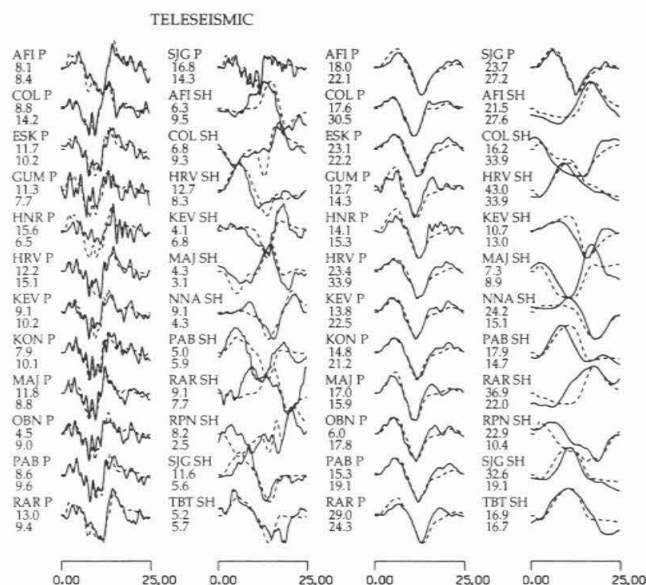 TELESEISMIC
AFI P
8.1
8.4
COL P
8.8
14.2
ESK P
11.7
10.2
GUM P
11.3
7.7
HNR P
15.6
6.5
HRV P
12.2
15.1
KEV P
9.1
10.2
KON P
7.9
10.1
MAJ P
11.8
8.8
OBN P
4.5
9.0
PAB P
8.6
9.6
RAR P
13.0
9.4
0.00 25.00
SJG P
16.8
14.3
AFI SH
6.3
9.5
COL SH
6.8
9.3
HRV SH
12.7
8.3
KEV SH
4.1
6.8
MAJ SH
4.3
3.1
NNA SH
9.1
4.3
PAB SH
5.0
5.9
RAR SH
9.1
7.7
RPN SH
8.2
2.5
SJG SH
11.6
5.6
TBT SH
5.2
5.7
0.00 25.00
AFI P
18.0
22.1
COL P
17.6
30.5
ESK P
23.1
22.2
GUM P
12.7
14.3
HNR P
14.1
15.3
HRV P
23.4
33.9
KEV P
13.8
22.5
KON P
14.8
21.2
MAJ P
17.0
15.9
OBN P
6.0
17.8
PAB P
15.3
19.1
RAR P
29.0
24.3
0.00 25.00
SJG P
23.7
27.2
AFI SH
21.5
27.6
COL SH
16.2
33.9
HRV SH
43.0
33.9
KEV SH
10.7
13.0
MAJ SH
7.3
8.9
NNA SH
24.2
15.1
PAB SH
17.9
14.7
RAR SH
36.9
22.0
RPN SH
22.9
10.4
SJG SH
32.6
19.1
TBT SH
16.9
16.7
0.00 25.00